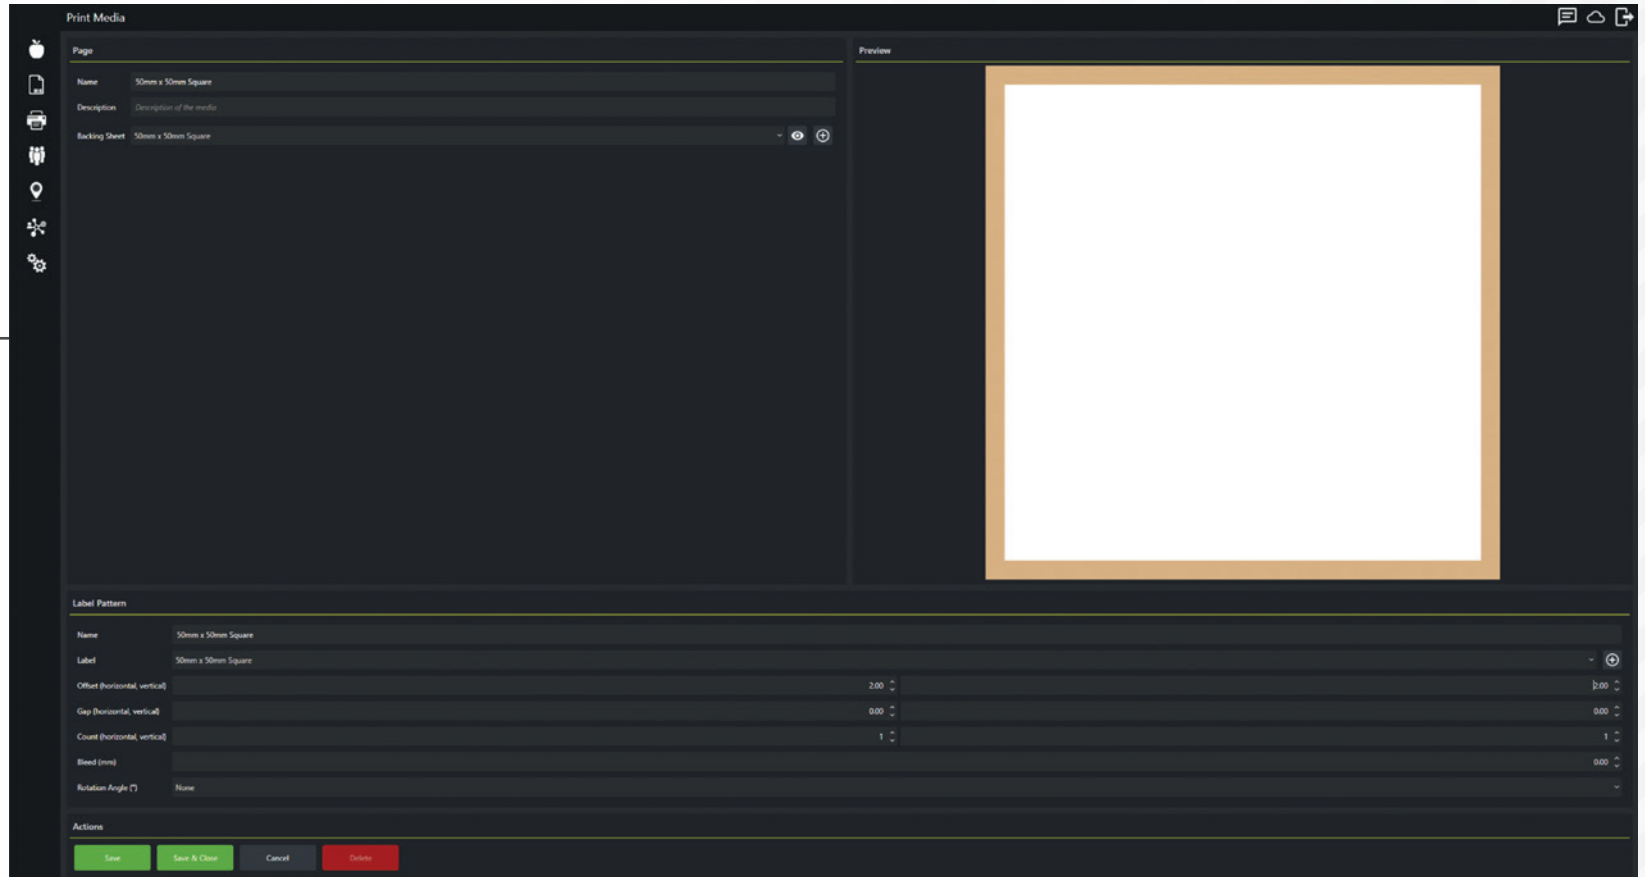 Print Media
Page
Preview
Name 50mm x 50mm Square
Description Description of the media
Backing Sheet 50mm x 50mm Square
Label Pattern
Name 50mm x 50mm Square
Label 50mm x 50mm Square
Offset (horizontal, vertical) 2.00 2.00
Gap (horizontal, vertical) 0.00 0.00
Count (horizontal, vertical) 1 1
Bleed (mm) 0.00
Rotation Angle (°) None
Actions
Save Save & Close Cancel Delete